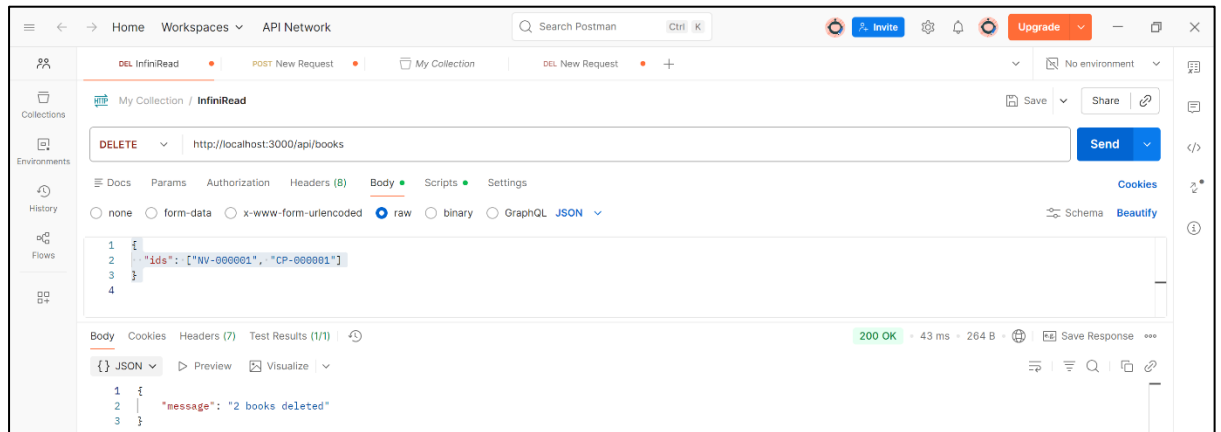 Home Workspaces API Network Search Postman Ctrl K Invite Upgrade
DEL InfiniRead POST New Request My Collection DEL New Request + No environment
HTTP My Collection / InfiniRead Save Share
Collections
DELETE http://localhost:3000/api/books Send
Environments
Docs Params Authorization Headers (8) Body Scripts Settings Cookies
History
none form-data x-www-form-urlencoded raw binary GraphQL JSON Schema Beautify
Flows
1 {
2 "ids": ["NV-000001", "CP-000001"]
3 }
4
Body Cookies Headers (7) Test Results (1/1) 200 OK 43 ms 264 B Save Response
{} JSON Preview Visualize
1 {
2 "message": "2 books deleted"
3 }